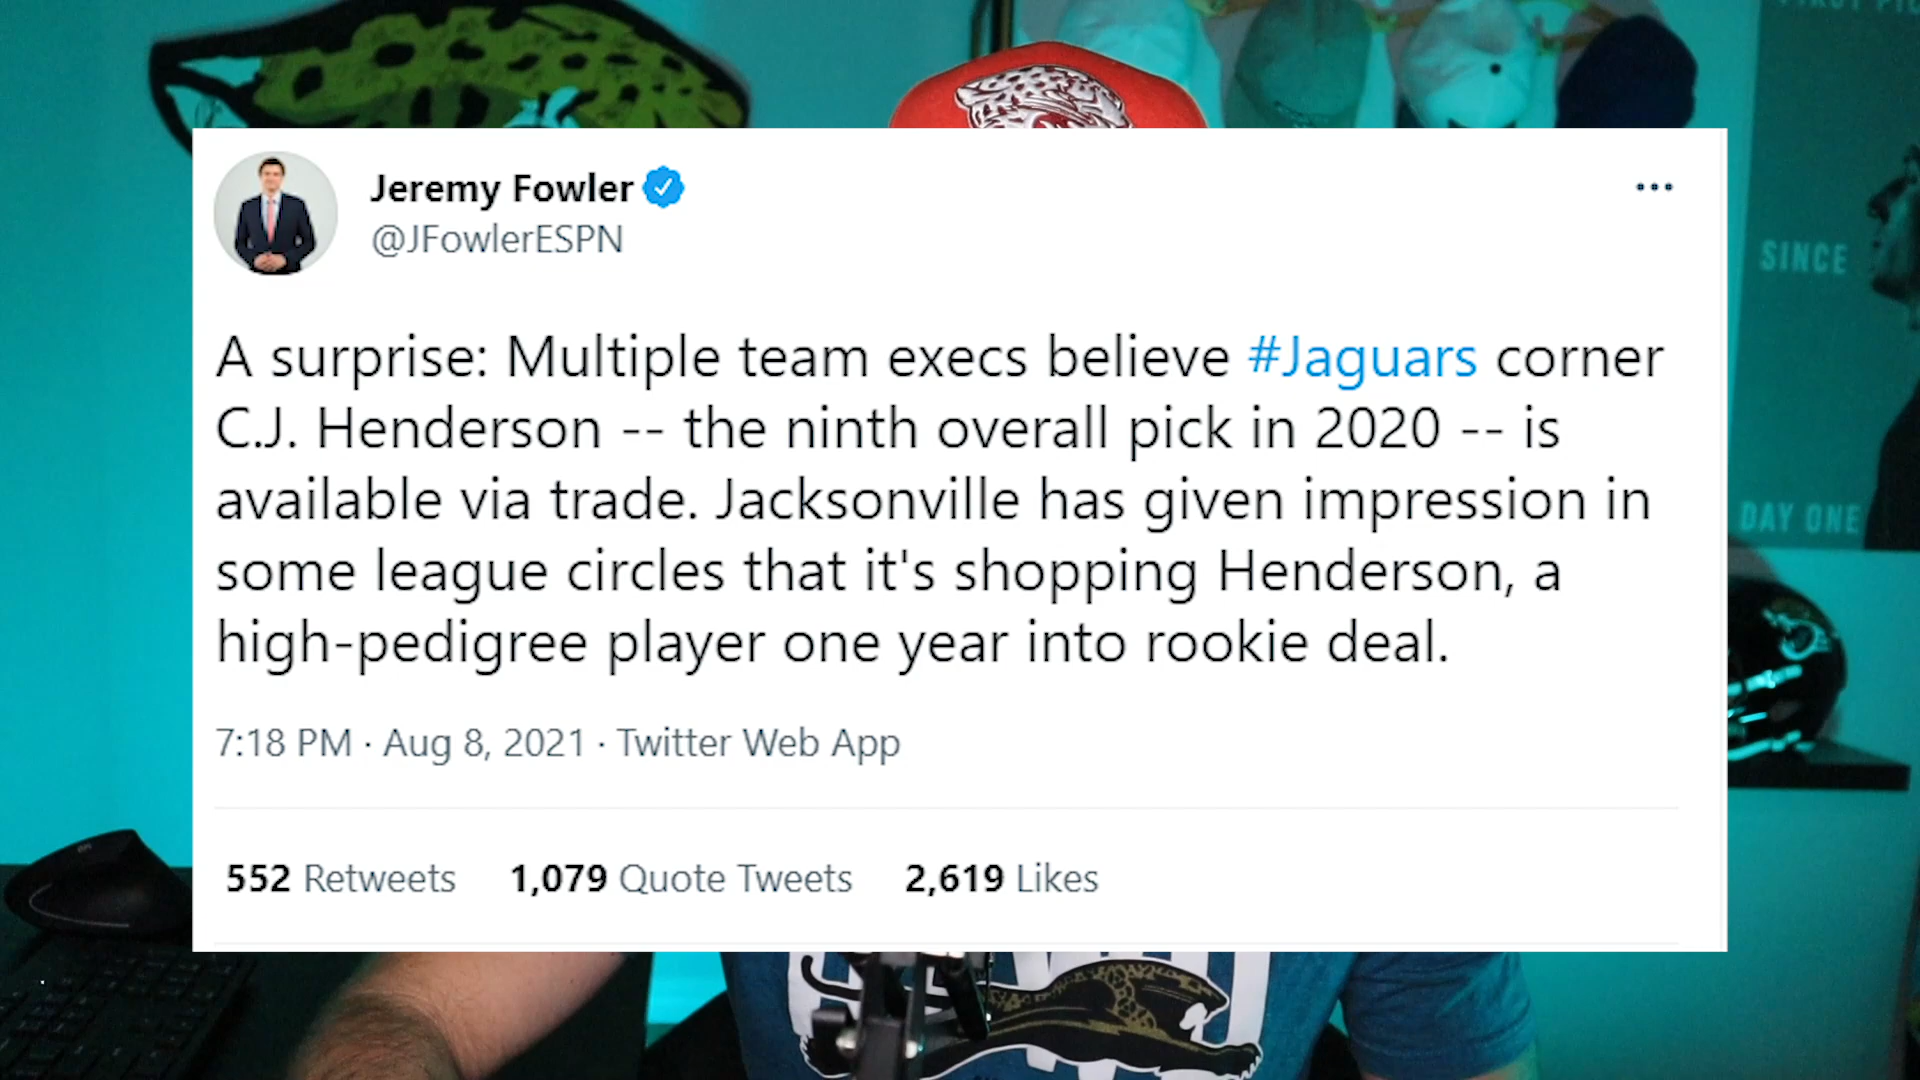 FIRST PIC
Jeremy Fowler
@JFowlerESPN
SINCE
A surprise: Multiple team execs believe #Jaguars corner
C.J. Henderson -- the ninth overall pick in 2020 -- is
available via trade. Jacksonville has given impression in
DAY ONE
some league circles that it's shopping Henderson, a
high-pedigree player one year into rookie deal.
7:18 PM · Aug 8, 2021 · Twitter Web App
552 Retweets 1,079 Quote Tweets 2,619 Likes